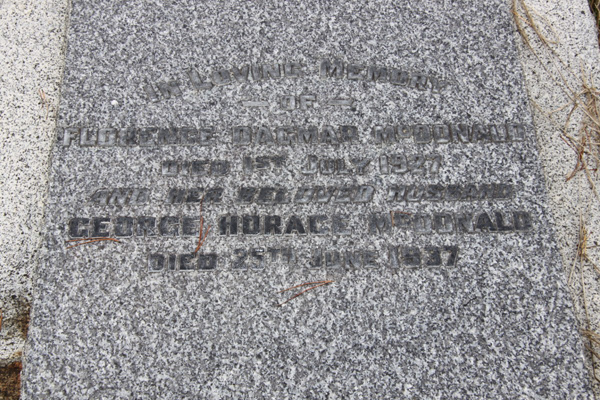 IN LOVING MEMORY
— OF —
FLORENCE DAGMAR McDONALD
DIED 1ST JULY 1927
AND HER BELOVED HUSBAND
GEORGE HORACE McDONALD
DIED 25TH JUNE 1937